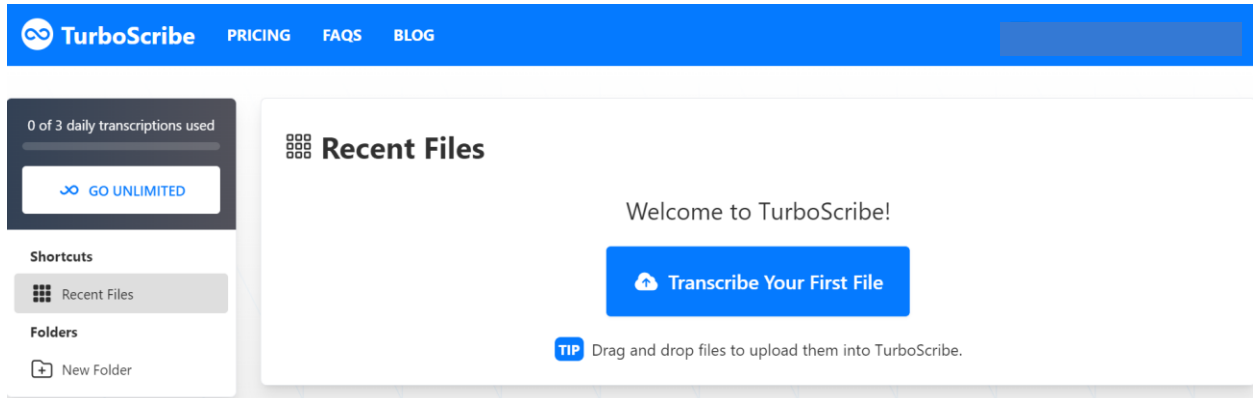 TurboScribe PRICING FAQS BLOG
0 of 3 daily transcriptions used
GO UNLIMITED
Shortcuts
Recent Files
Folders
New Folder
Recent Files
Welcome to TurboScribe!
Transcribe Your First File
TIP Drag and drop files to upload them into TurboScribe.